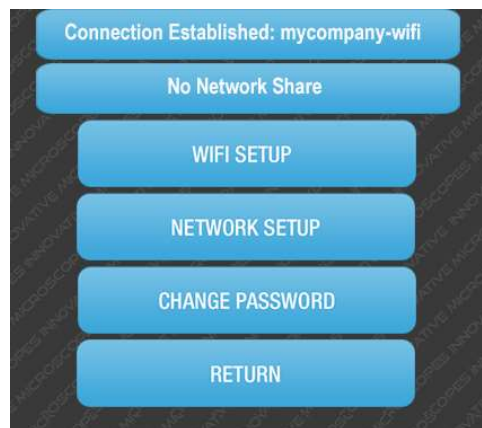 Connection Established: mycompany-wifi
No Network Share
WIFI SETUP
NETWORK SETUP
CHANGE PASSWORD
RETURN